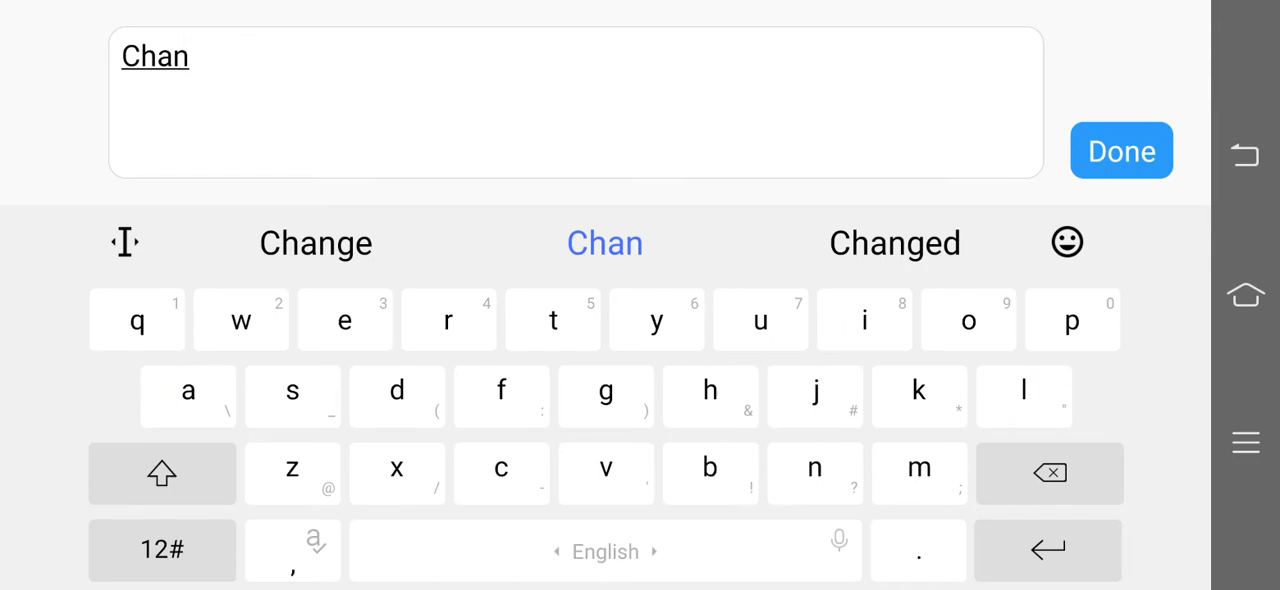 Chan
Done
Change Chan Changed
q 1 w 2 e 3 r 4 t 5 y 6 u 7 i 8 o 9 p 0
a \ s _ d ( f : g ) h & j # k * l "
z @ x / c - v ' b ! n ? m ;
12# , a English .